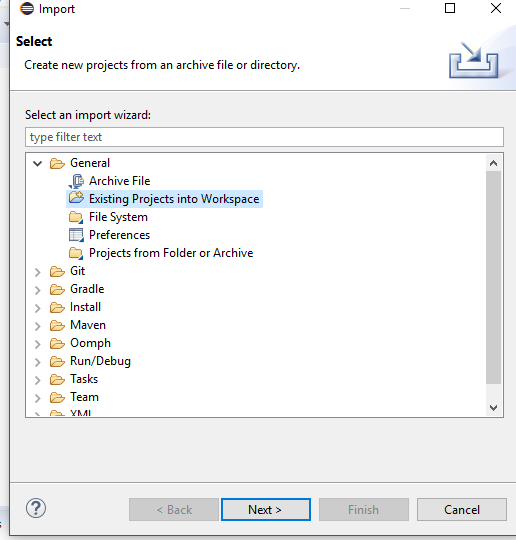 Import
Select
Create new projects from an archive file or directory.
Select an import wizard:
type filter text
General
Archive File
Existing Projects into Workspace
File System
Preferences
Projects from Folder or Archive
Git
Gradle
Install
Maven
Oomph
Run/Debug
Tasks
Team
XML
?
< Back
Next >
Finish
Cancel